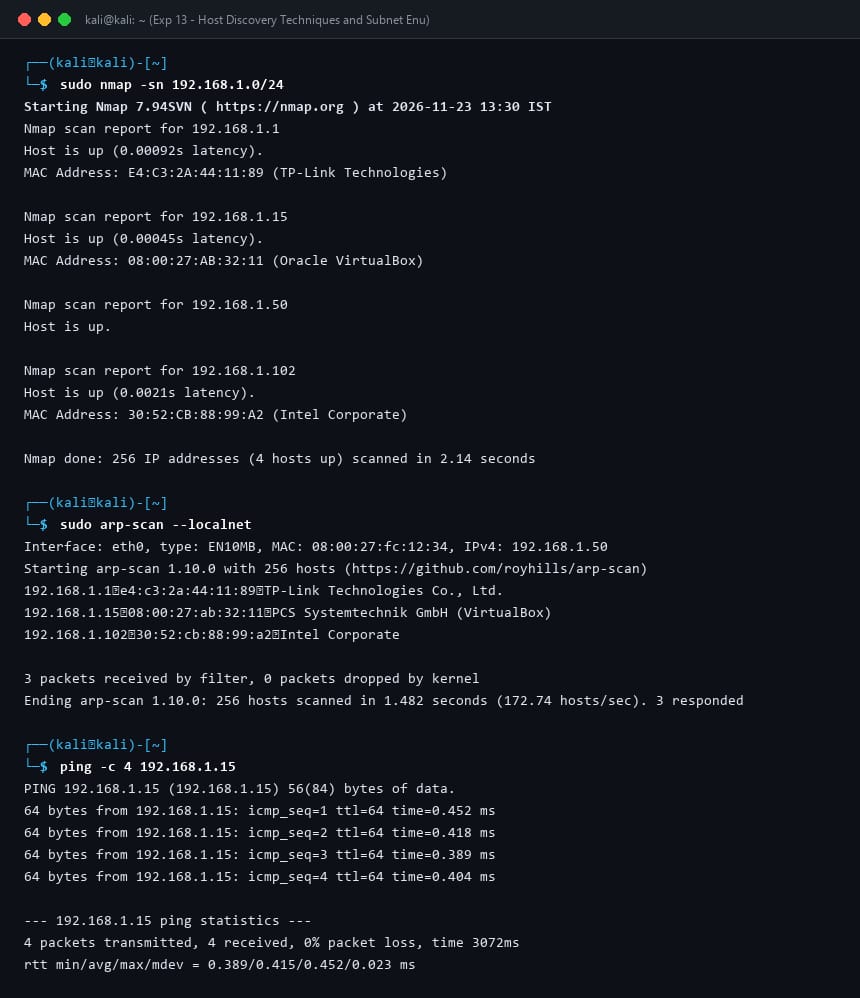 kali@kali: ~ (Exp 13 - Host Discovery Techniques and Subnet Enu)
┌──(kali㉿kali)-[~]
└─$ sudo nmap -sn 192.168.1.0/24
Starting Nmap 7.94SVN ( https://nmap.org ) at 2026-11-23 13:30 IST
Nmap scan report for 192.168.1.1
Host is up (0.00092s latency).
MAC Address: E4:C3:2A:44:11:89 (TP-Link Technologies)
Nmap scan report for 192.168.1.15
Host is up (0.00045s latency).
MAC Address: 08:00:27:AB:32:11 (Oracle VirtualBox)
Nmap scan report for 192.168.1.50
Host is up.
Nmap scan report for 192.168.1.102
Host is up (0.0021s latency).
MAC Address: 30:52:CB:88:99:A2 (Intel Corporate)
Nmap done: 256 IP addresses (4 hosts up) scanned in 2.14 seconds
┌──(kali㉿kali)-[~]
└─$ sudo arp-scan --localnet
Interface: eth0, type: EN10MB, MAC: 08:00:27:fc:12:34, IPv4: 192.168.1.50
Starting arp-scan 1.10.0 with 256 hosts (https://github.com/royhills/arp-scan)
192.168.1.1 e4:c3:2a:44:11:89 TP-Link Technologies Co., Ltd.
192.168.1.15 08:00:27:ab:32:11 PCS Systemtechnik GmbH (VirtualBox)
192.168.1.102 30:52:cb:88:99:a2 Intel Corporate
3 packets received by filter, 0 packets dropped by kernel
Ending arp-scan 1.10.0: 256 hosts scanned in 1.482 seconds (172.74 hosts/sec). 3 responded
┌──(kali㉿kali)-[~]
└─$ ping -c 4 192.168.1.15
PING 192.168.1.15 (192.168.1.15) 56(84) bytes of data.
64 bytes from 192.168.1.15: icmp_seq=1 ttl=64 time=0.452 ms
64 bytes from 192.168.1.15: icmp_seq=2 ttl=64 time=0.418 ms
64 bytes from 192.168.1.15: icmp_seq=3 ttl=64 time=0.389 ms
64 bytes from 192.168.1.15: icmp_seq=4 ttl=64 time=0.404 ms
--- 192.168.1.15 ping statistics ---
4 packets transmitted, 4 received, 0% packet loss, time 3072ms
rtt min/avg/max/mdev = 0.389/0.415/0.452/0.023 ms